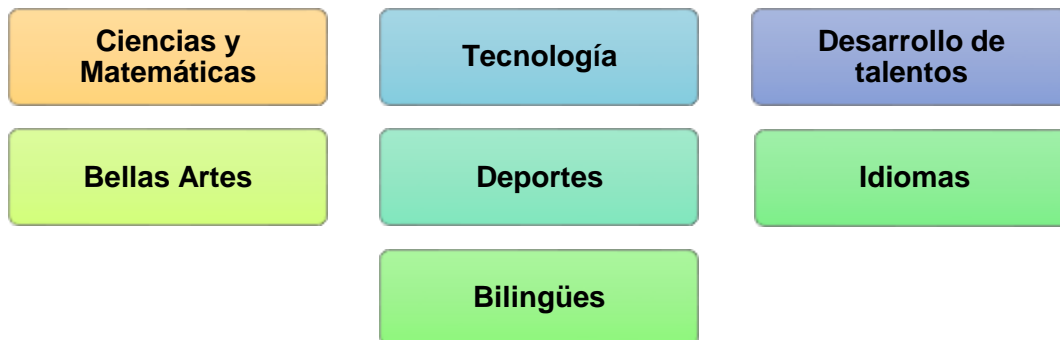 Ciencias y
Matemáticas
Tecnología
Desarrollo de
talentos
Bellas Artes
Deportes
Idiomas
Bilingües